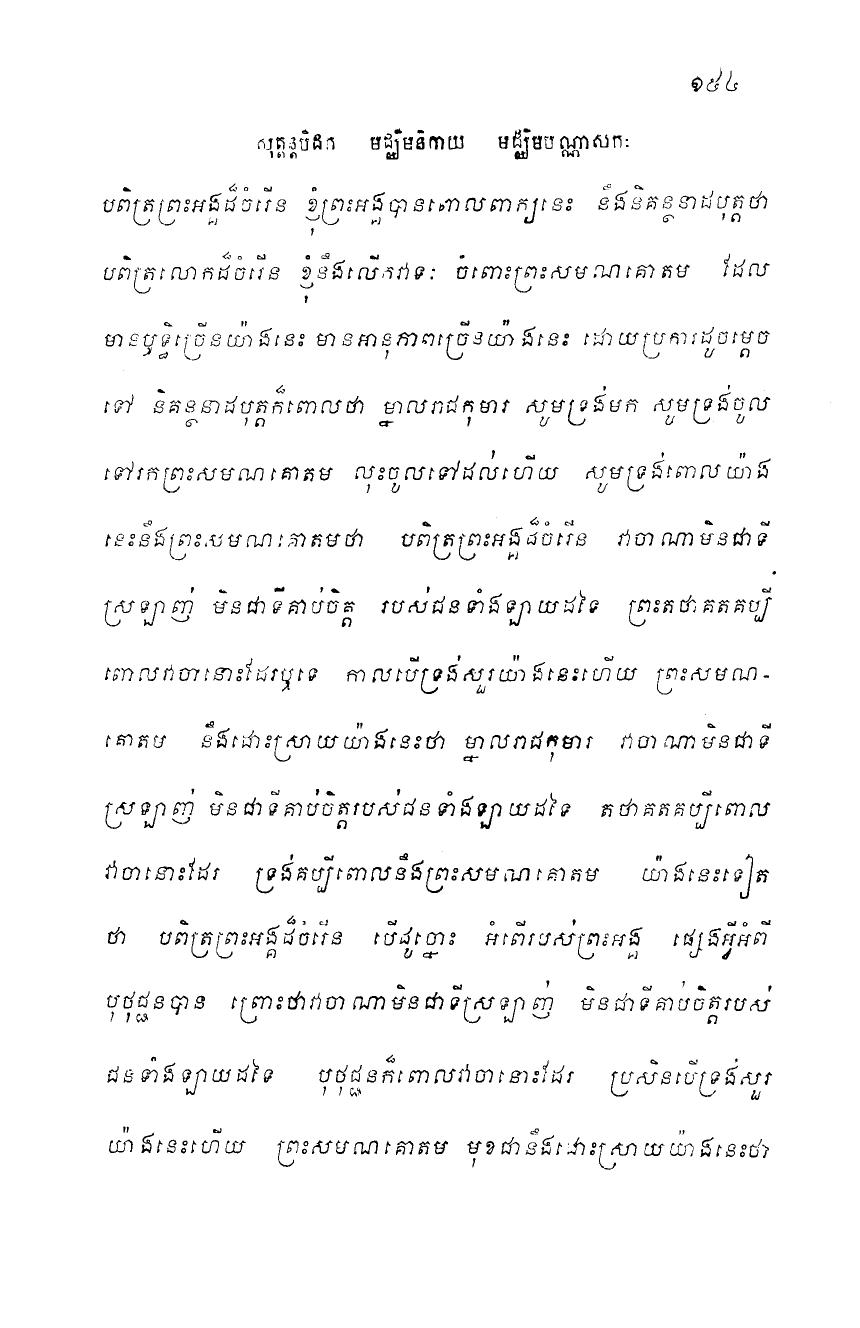 ១៩៤
សុត្តន្តបិដក មជ្ឈិមនិកាយ មជ្ឈិមបណ្ណាសកៈ
បពិត្រព្រះអង្គដ៏ចំរើន ខ្ញុំព្រះអង្គបានពោលពាក្យនេះ នឹងនិគន្ថនាដបុត្តថា
បពិត្រលោកដ៏ចំរើន ខ្ញុំនឹងលើកវាទៈ ចំពោះព្រះសមណគោតម ដែល
មានឫទ្ធិច្រើនយ៉ាងនេះ មានអានុភាពច្រើនយ៉ាងនេះ ដោយប្រការដូចម្តេច
ទៅ និគន្ថនាដបុត្តក៏ពោលថា ម្នាលរាជកុមារ សូមទ្រង់មក សូមទ្រង់ចូល
ទៅរកព្រះសមណគោតម លុះចូលទៅដល់ហើយ សូមទ្រង់ពោលយ៉ាង
នេះនឹងព្រះសមណគោតមថា បពិត្រព្រះអង្គដ៏ចំរើន វាចាណាមិនជាទី
ស្រឡាញ់ មិនជាទីគាប់ចិត្ត របស់ជនទាំងឡាយដទៃ ព្រះតថាគតគប្បី
ពោលវាចានោះដែរឬទេ កាលបើទ្រង់សួរយ៉ាងនេះហើយ ព្រះសមណ-
គោតម នឹងដោះស្រាយយ៉ាងនេះថា ម្នាលរាជកុមារ វាចាណាមិនជាទី
ស្រឡាញ់ មិនជាទីគាប់ចិត្តរបស់ជនទាំងឡាយដទៃ តថាគតគប្បីពោល
វាចានោះដែរ ទ្រង់គប្បីពោលនឹងព្រះសមណគោតម យ៉ាងនេះទៀត
ថា បពិត្រព្រះអង្គដ៏ចំរើន បើដូច្នោះ អំពើរបស់ព្រះអង្គ ផ្សេងអ្វីអំពី
បុថុជ្ជនបាន ព្រោះថាវាចាណាមិនជាទីស្រឡាញ់ មិនជាទីគាប់ចិត្តរបស់
ជនទាំងឡាយដទៃ បុថុជ្ជនក៏ពោលវាចានោះដែរ ប្រសិនបើទ្រង់សួរ
យ៉ាងនេះហើយ ព្រះសមណគោតម មុខជានឹងដោះស្រាយយ៉ាងនេះថា